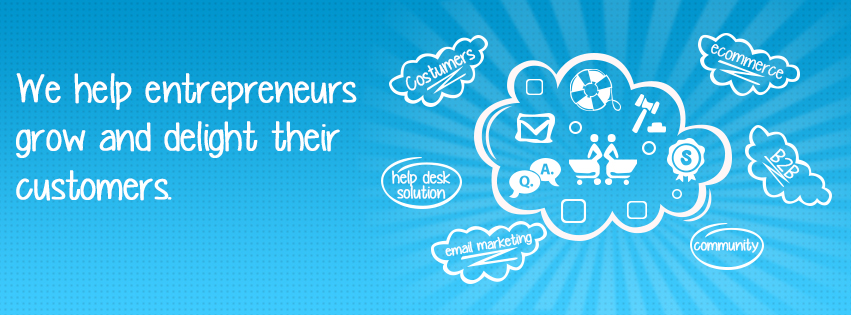 We help entrepreneurs
grow and delight their
customers.
Costumers
ecommerce
help desk
solution
Q.
A.
S
B2B
email marketing
community